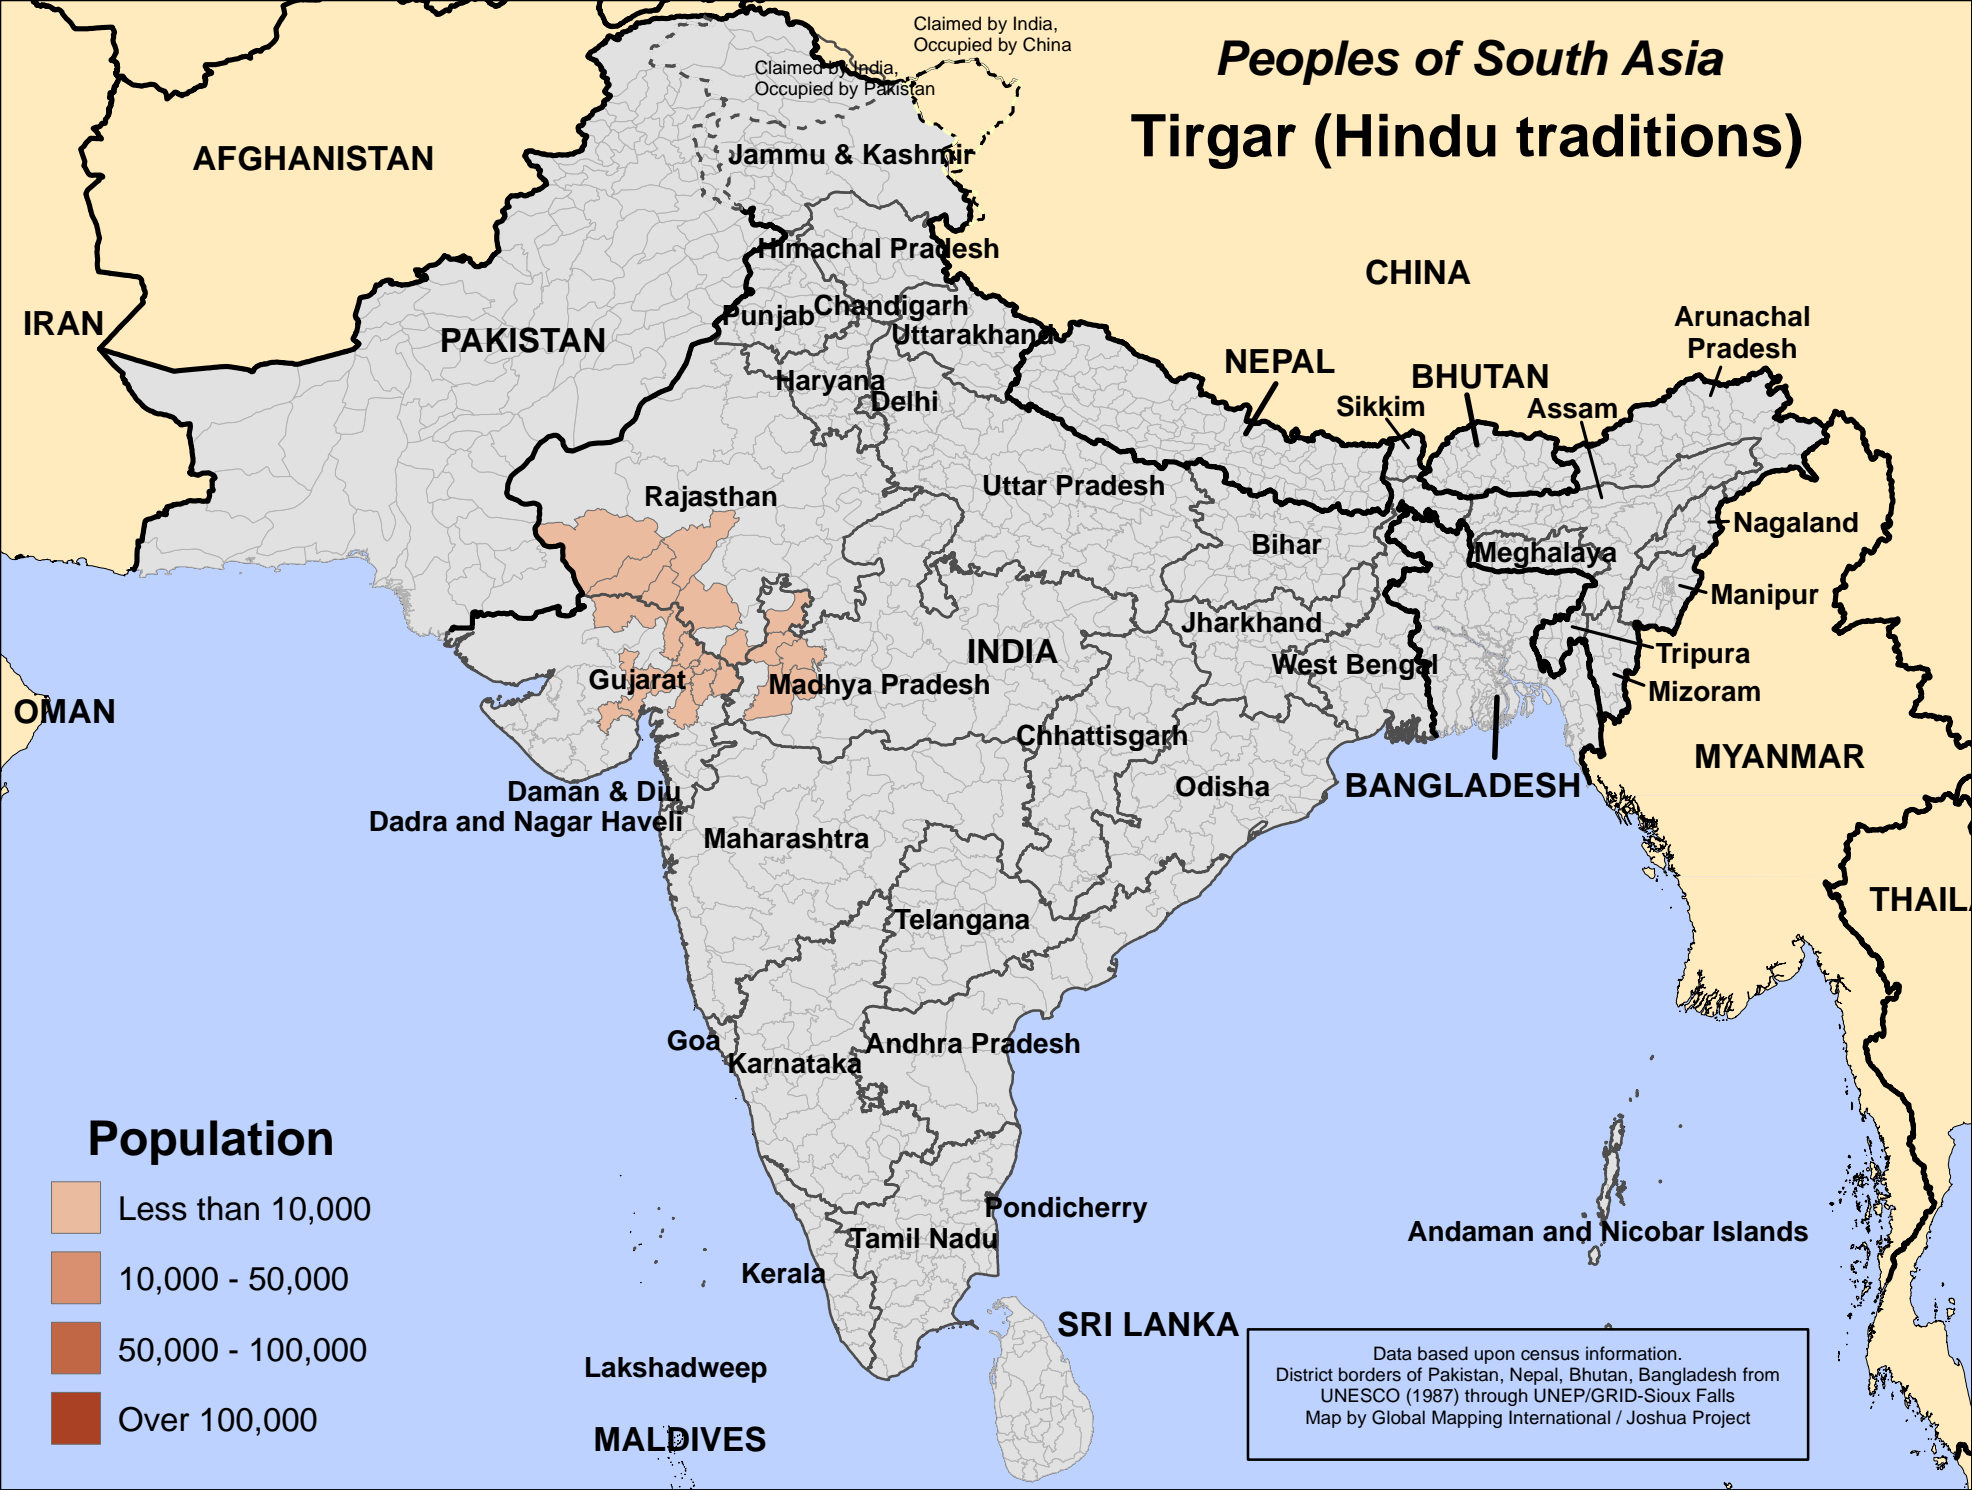 Claimed by India,
Occupied by China
Peoples of South Asia
Claimed by India,
Occupied by Pakistan
Tirgar (Hindu traditions)
AFGHANISTAN
Jammu & Kashmir
Himachal Pradesh
CHINA
IRAN
PAKISTAN
Punjab
Chandigarh
Uttarakhand
Arunachal
Pradesh
NEPAL
BHUTAN
Haryana
Delhi
Sikkim
Assam
Rajasthan
Uttar Pradesh
Nagaland
Bihar
Meghalaya
Manipur
Jharkhand
INDIA
West Bengal
Tripura
Gujarat
Madhya Pradesh
Mizoram
OMAN
Chhattisgarh
MYANMAR
Odisha
BANGLADESH
Daman & Diu
Dadra and Nagar Haveli
Maharashtra
THAIL
Telangana
Goa
Andhra Pradesh
Karnataka
Population
Less than 10,000
10,000 - 50,000
50,000 - 100,000
Over 100,000
Pondicherry
Tamil Nadu
Andaman and Nicobar Islands
Kerala
SRI LANKA
Lakshadweep
MALDIVES
Data based upon census information.
District borders of Pakistan, Nepal, Bhutan, Bangladesh from
UNESCO (1987) through UNEP/GRID-Sioux Falls
Map by Global Mapping International / Joshua Project